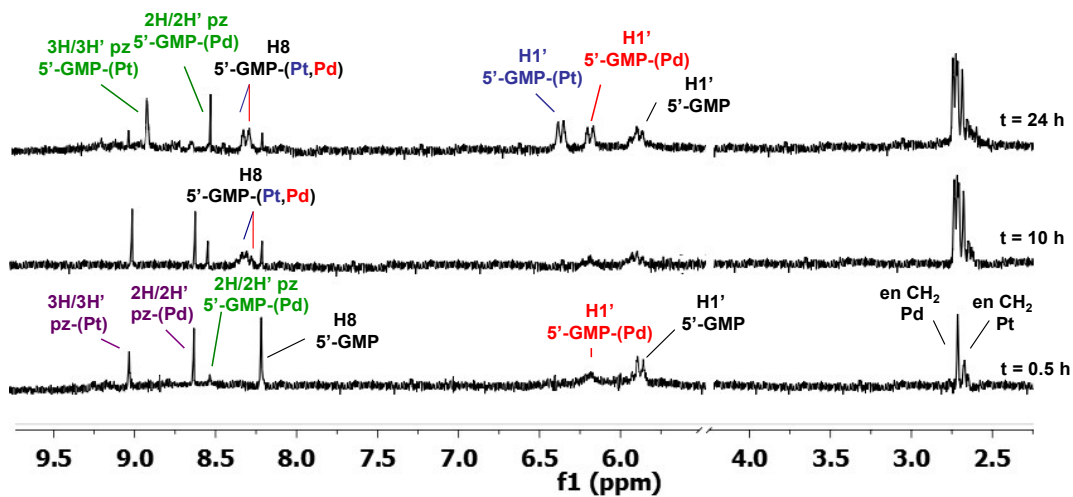 3H/3H' pz
5'-GMP-(Pt)
2H/2H' pz
5'-GMP-(Pd)
H8
5'-GMP-(Pt,Pd)
H1'
5'-GMP-(Pt)
H1'
5'-GMP-(Pd)
H1'
5'-GMP
t = 24 h
H8
5'-GMP-(Pt,Pd)
t = 10 h
3H/3H'
pz-(Pt)
2H/2H'
pz-(Pd)
2H/2H' pz
5'-GMP-(Pd)
H8
5'-GMP
H1'
5'-GMP-(Pd)
H1'
5'-GMP
en CH₂
Pd
en CH₂
Pt
t = 0.5 h
9.5 9.0 8.5 8.0 7.5 7.0 6.5 6.0 4.0 3.5 3.0 2.5
f1 (ppm)